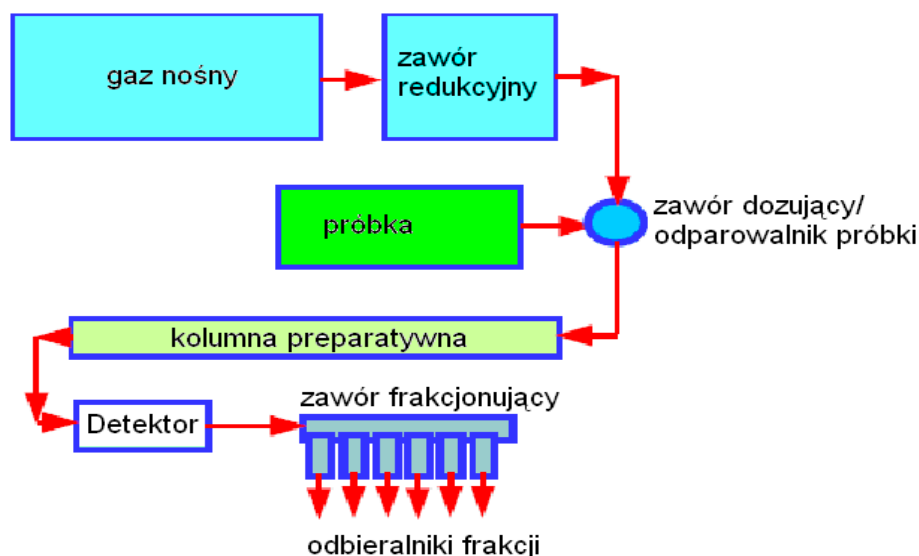 gaz nośny
zawór
redukcyjny
próbka
zawór dozujący/
odparowalnik próbki
kolumna preparatywna
zawór frakcjonujący
Detektor
odbieralniki frakcji